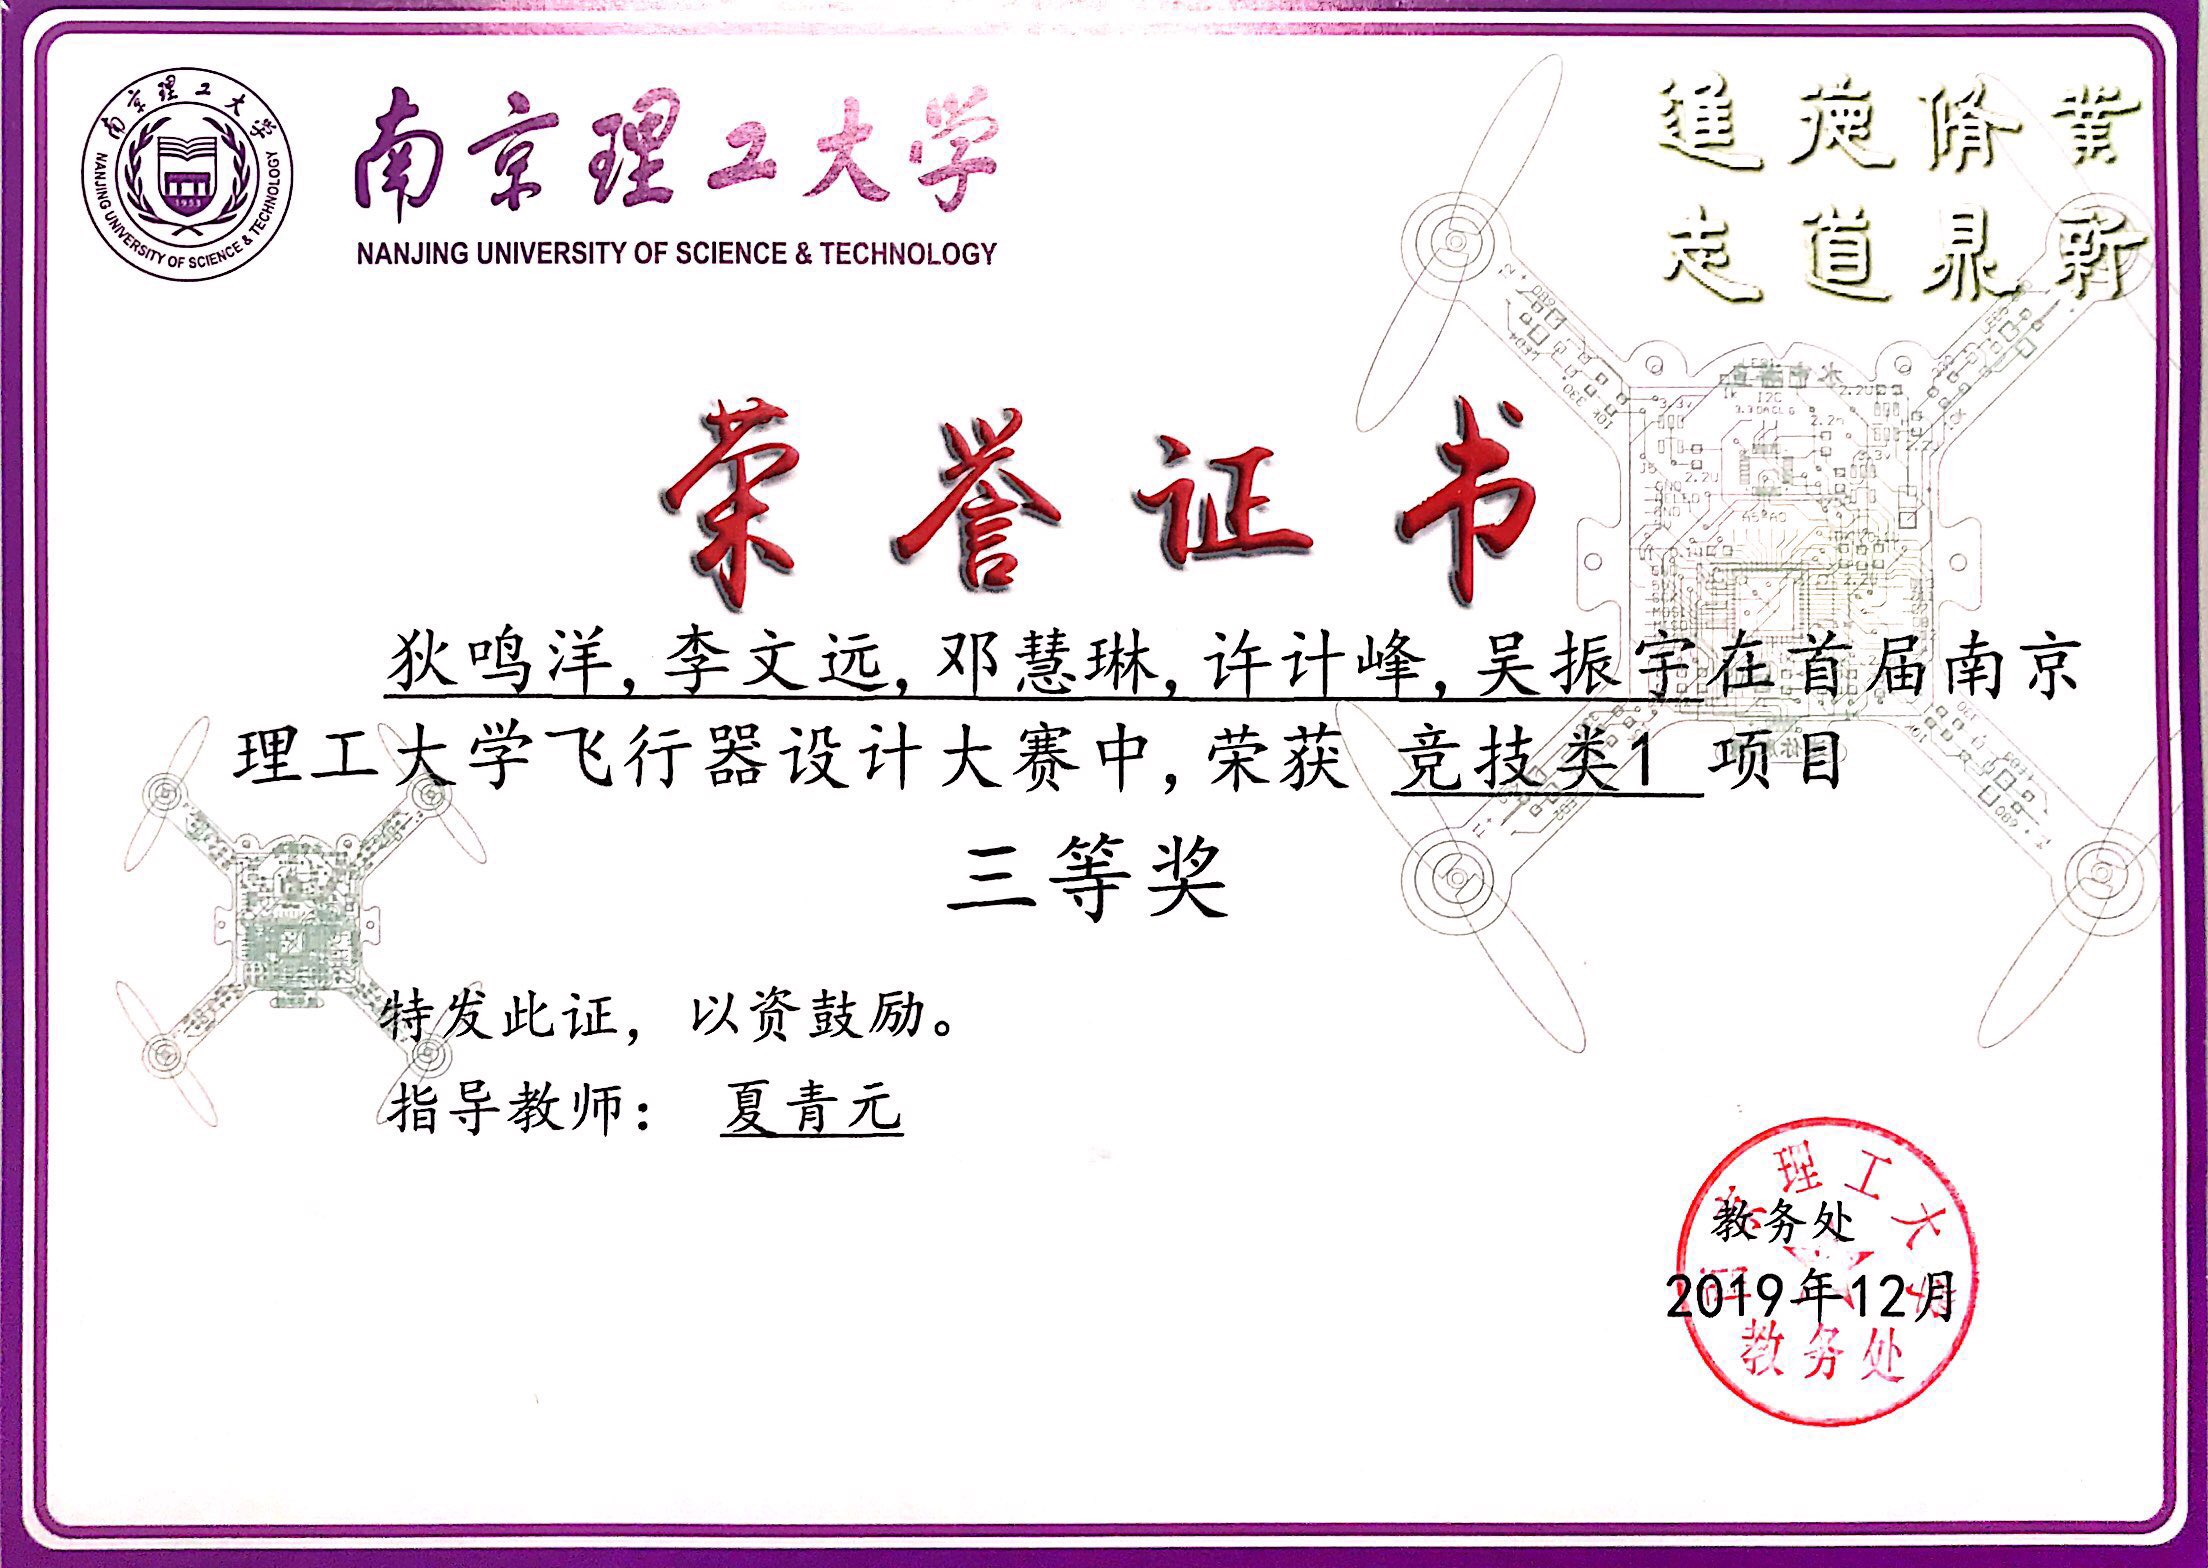 南京理工大学
NANJING UNIVERSITY OF SCIENCE & TECHNOLOGY
1953
南京理工大学
NANJING UNIVERSITY OF SCIENCE & TECHNOLOGY
進德脩業
志道鼎新
荣誉证书
狄鸣洋,李文远,邓慧琳,许计峰,吴振宇在首届南京
理工大学飞行器设计大赛中,荣获 竞技类1 项目
三等奖
特发此证，以资鼓励。
指导教师： 夏青元
教务处
2019年12月
理工大
教务处